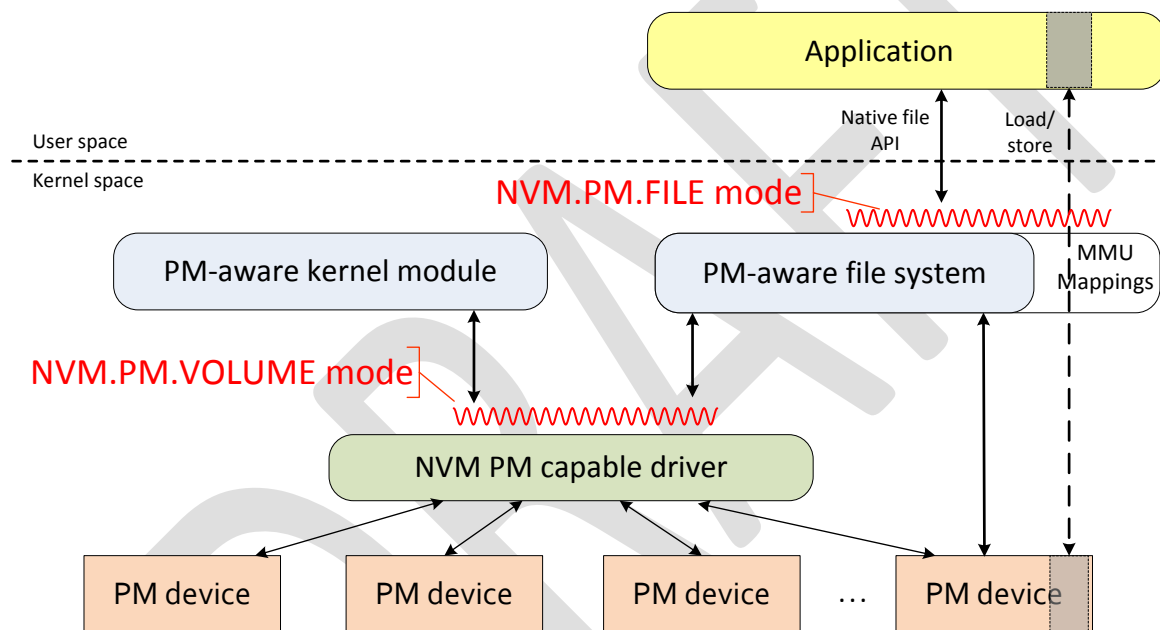 Application
Native file
API
Load/
store
User space
Kernel space
NVM.PM.FILE mode
PM-aware kernel module
PM-aware file system
MMU
Mappings
NVM.PM.VOLUME mode
NVM PM capable driver
PM device
PM device
PM device
...
PM device
DRAFT